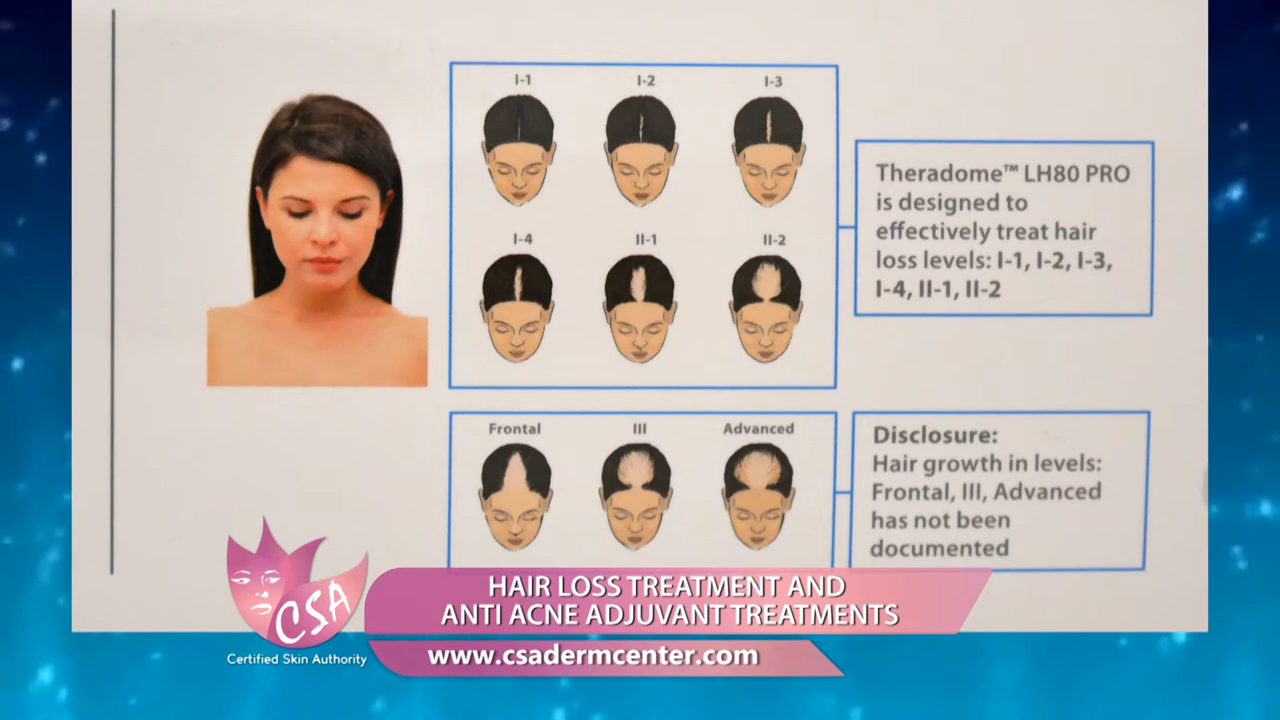 I-1
I-2
I-3
I-4
II-1
II-2
Theradome™ LH80 PRO
is designed to
effectively treat hair
loss levels: I-1, I-2, I-3,
I-4, II-1, II-2
Frontal
III
Advanced
Disclosure:
Hair growth in levels:
Frontal, III, Advanced
has not been
documented
CSA
Certified Skin Authority
HAIR LOSS TREATMENT AND
ANTI ACNE ADJUVANT TREATMENTS
www.csadermcenter.com